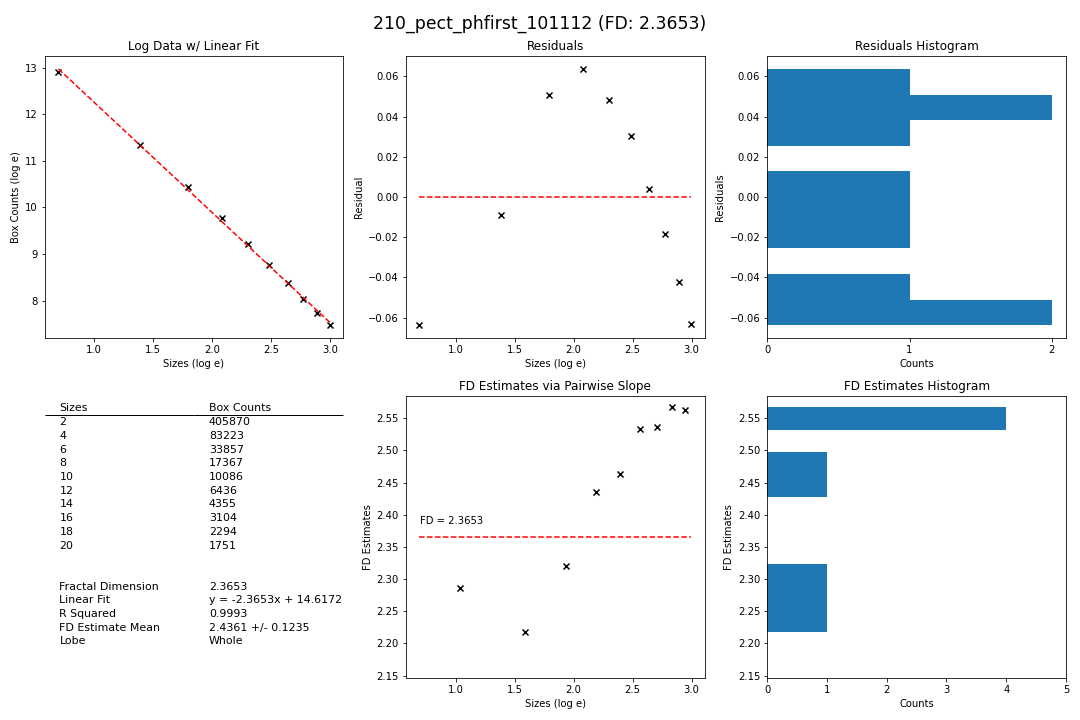 210_pect_phfirst_101112 (FD: 2.3653)
Log Data w/ Linear Fit
13
12
11
10
9
8
Box Counts (log e)
1.0 1.5 2.0 2.5 3.0
Sizes (log e)
Residuals
0.06
0.04
0.02
0.00
−0.02
−0.04
−0.06
Residual
1.0 1.5 2.0 2.5 3.0
Sizes (log e)
Residuals Histogram
0.06
0.04
0.02
0.00
−0.02
−0.04
−0.06
Residuals
0 1 2
Counts
Sizes Box Counts
2 405870
4 83223
6 33857
8 17367
10 10086
12 6436
14 4355
16 3104
18 2294
20 1751
Fractal Dimension 2.3653
Linear Fit y = -2.3653x + 14.6172
R Squared 0.9993
FD Estimate Mean 2.4361 +/- 0.1235
Lobe Whole
FD Estimates via Pairwise Slope
2.55
2.50
2.45
2.40
2.35
2.30
2.25
2.20
2.15
FD Estimates
FD = 2.3653
1.0 1.5 2.0 2.5 3.0
Sizes (log e)
FD Estimates Histogram
2.55
2.50
2.45
2.40
2.35
2.30
2.25
2.20
2.15
FD Estimates
0 1 2 3 4 5
Counts